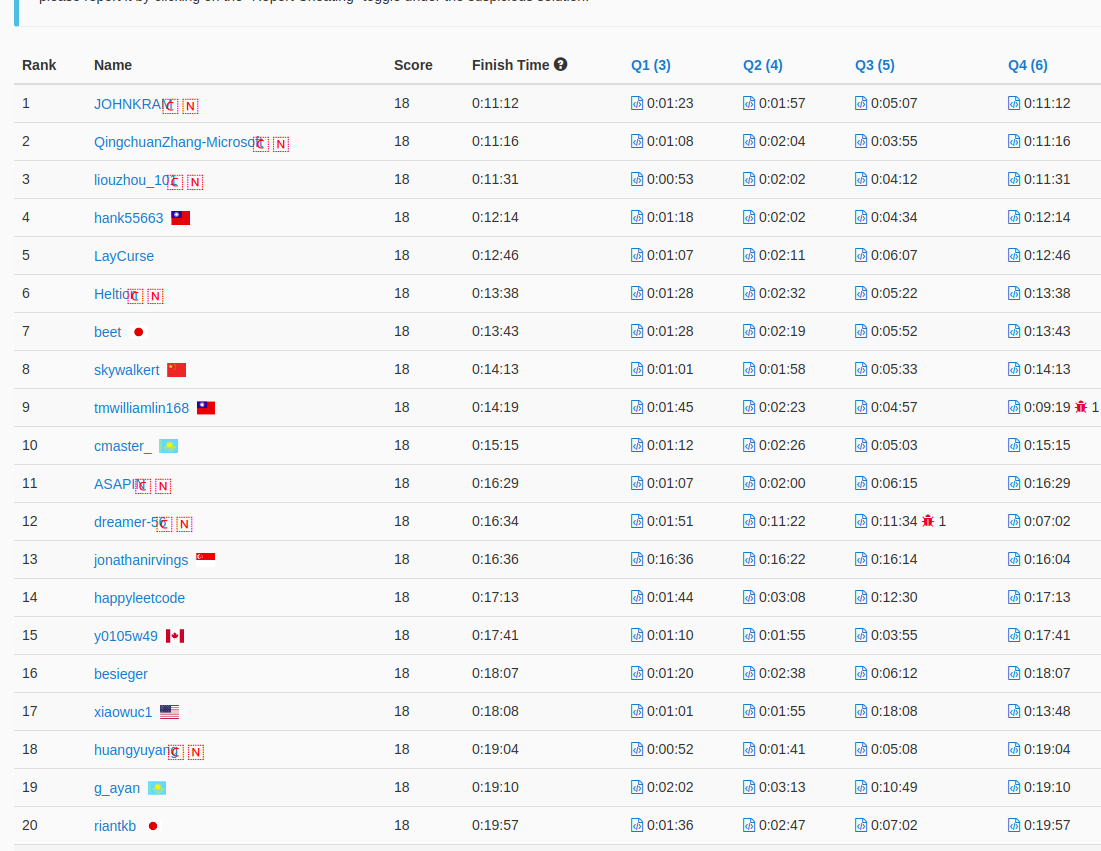 please report it by clicking on the "Report Cheating" toggle under the suspicious solution.
Rank Name Score Finish Time Q1 (3) Q2 (4) Q3 (5) Q4 (6)
1 JOHNKRAM C N 18 0:11:12 0:01:23 0:01:57 0:05:07 0:11:12
2 QingchuanZhang-Microsoft C N 18 0:11:16 0:01:08 0:02:04 0:03:55 0:11:16
3 C N 18 0:11:31 0:00:53 0:02:02 0:04:12 0:11:31
4 hank55663 18 0:12:14 0:01:18 0:02:02 0:04:34 0:12:14
5 LayCurse 18 0:12:46 0:01:07 0:02:11 0:06:07 0:12:46
6 Heltion C N 18 0:13:38 0:01:28 0:02:32 0:05:22 0:13:38
7 beet 18 0:13:43 0:01:28 0:02:19 0:05:52 0:13:43
8 skywalkert 18 0:14:13 0:01:01 0:01:58 0:05:33 0:14:13
9 tmwilliamlin168 18 0:14:19 0:01:45 0:02:23 0:04:57 0:09:19 1
10 cmaster_ 18 0:15:15 0:01:12 0:02:26 0:05:03 0:15:15
11 C N 18 0:16:29 0:01:07 0:02:00 0:06:15 0:16:29
12 C N 18 0:16:34 0:01:51 0:11:22 0:11:34 1 0:07:02
13 jonathanirvings 18 0:16:36 0:16:36 0:16:22 0:16:14 0:16:04
14 happyleetcode 18 0:17:13 0:01:44 0:03:08 0:12:30 0:17:13
15 y0105w49 18 0:17:41 0:01:10 0:01:55 0:03:55 0:17:41
16 besieger 18 0:18:07 0:01:20 0:02:38 0:06:12 0:18:07
17 xiaowuc1 18 0:18:08 0:01:01 0:01:55 0:18:08 0:13:48
18 huangyuyang C N 18 0:19:04 0:00:52 0:01:41 0:05:08 0:19:04
19 g_ayan 18 0:19:10 0:02:02 0:03:13 0:10:49 0:19:10
20 riantkb 18 0:19:57 0:01:36 0:02:47 0:07:02 0:19:57